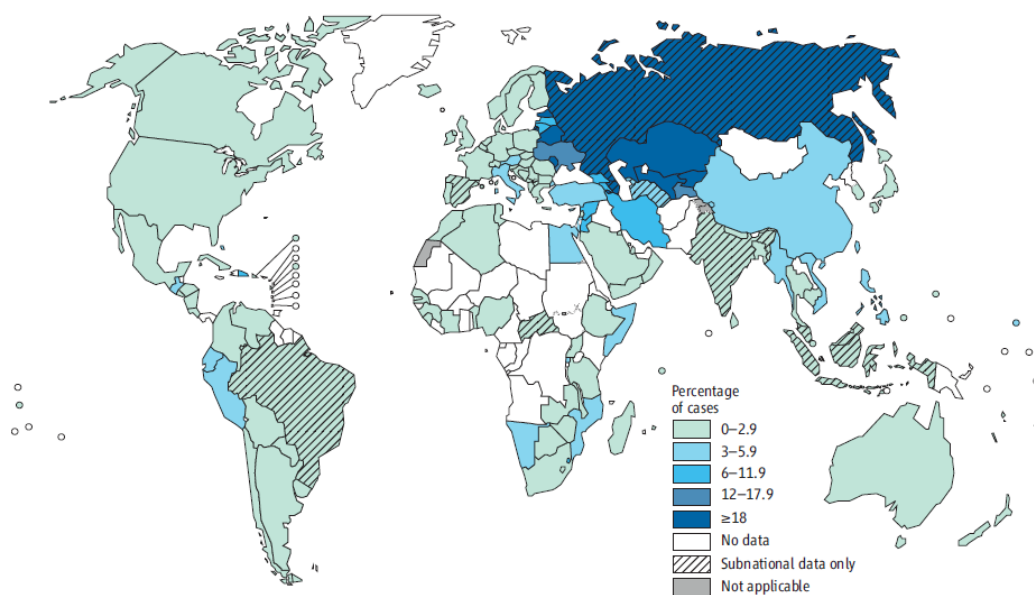 Percentage
of cases
0–2.9
3–5.9
6–11.9
12–17.9
≥18
No data
Subnational data only
Not applicable